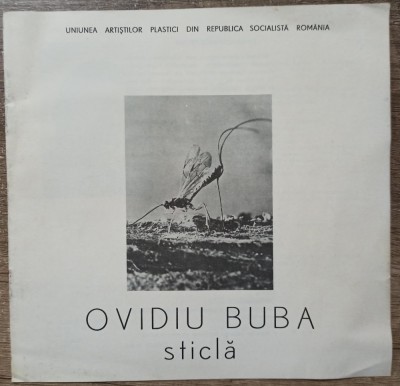 UNIUNEA ARTIȘTILOR PLASTICI DIN REPUBLICA SOCIALISTĂ ROMÂNIA
OVIDIU BUBA
sticlă